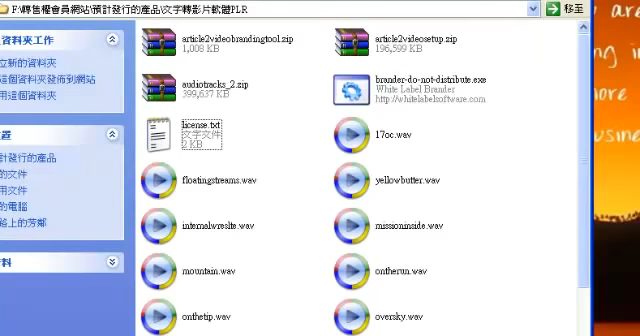 F:\轉售權會員網站\預計發行的產品\文字轉影片軟體PLR
移至
資料夾工作
立新的資料夾
這個資料夾發佈到網站
用這個資料夾
計發行的產品
的文件
用文件
的電腦
路上的芳鄰
料
article2videobrandingtool.zip
1,008 KB
article2videosetup.zip
196,599 KB
audiotracks_2.zip
399,637 KB
brander-do-not-distribute.exe
White Label Brander
http://whitelabelsoftware.com
license.txt
文字文件
2 KB
17oc.wav
floatingstreams.wav
yellowbutter.wav
internalwreslte.wav
missioninside.wav
mountain.wav
ontherun.wav
onthetip.wav
oversky.wav
are
ing in
ore
usines